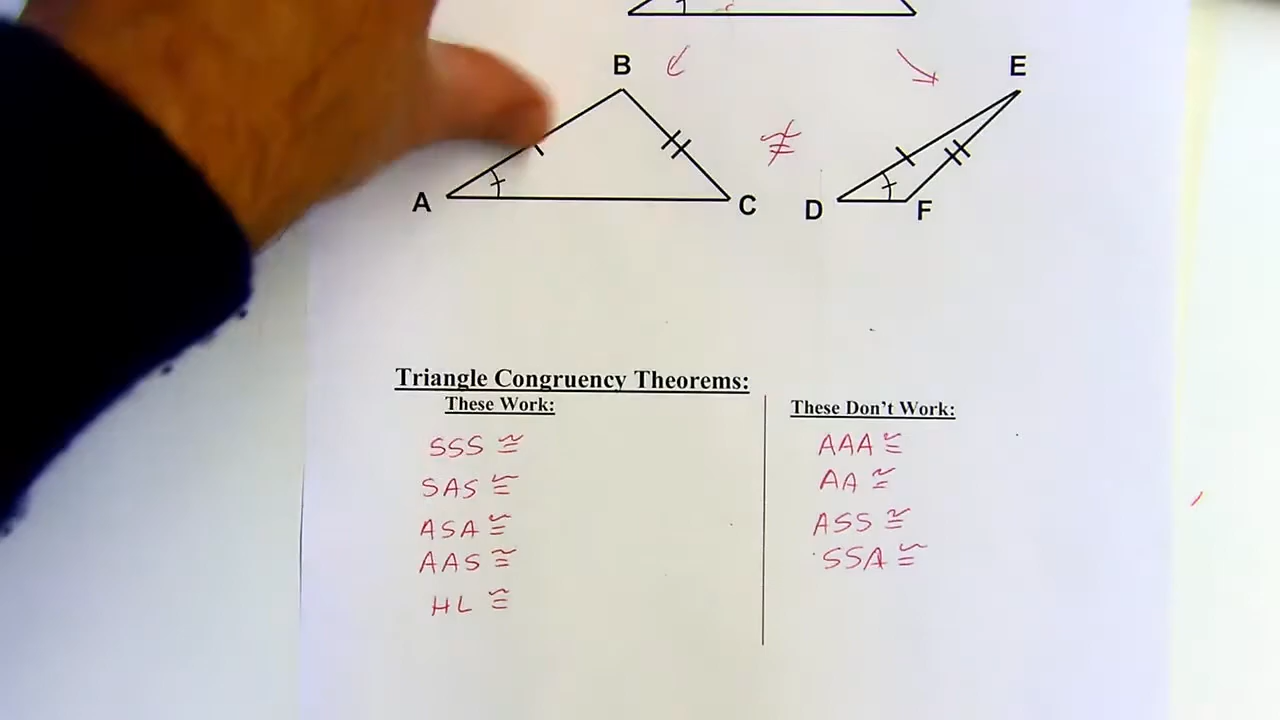 B
E
A
C
≇
D
F
Triangle Congruency Theorems:
These Work:
SSS ≅
SAS ≅
ASA ≅
AAS ≅
HL ≅
These Don't Work:
AAA ≅
AA ≅
ASS ≅
SSA ≅